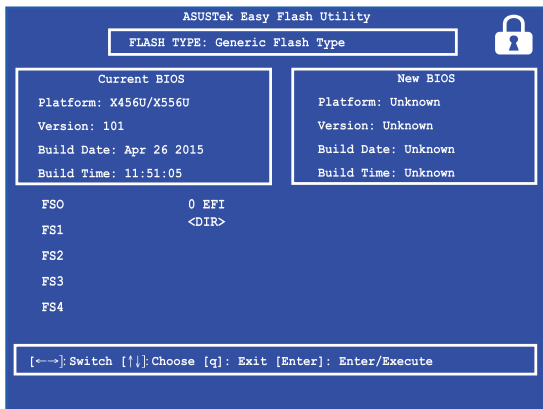 ASUSTek Easy Flash Utility
FLASH TYPE: Generic Flash Type
Current BIOS
Platform: X456U/X556U
Version: 101
Build Date: Apr 26 2015
Build Time: 11:51:05
New BIOS
Platform: Unknown
Version: Unknown
Build Date: Unknown
Build Time: Unknown
FSO
FS1
FS2
FS3
FS4
0 EFI
<DIR>
[←→]: Switch [↑↓]: Choose [q]: Exit [Enter]: Enter/Execute